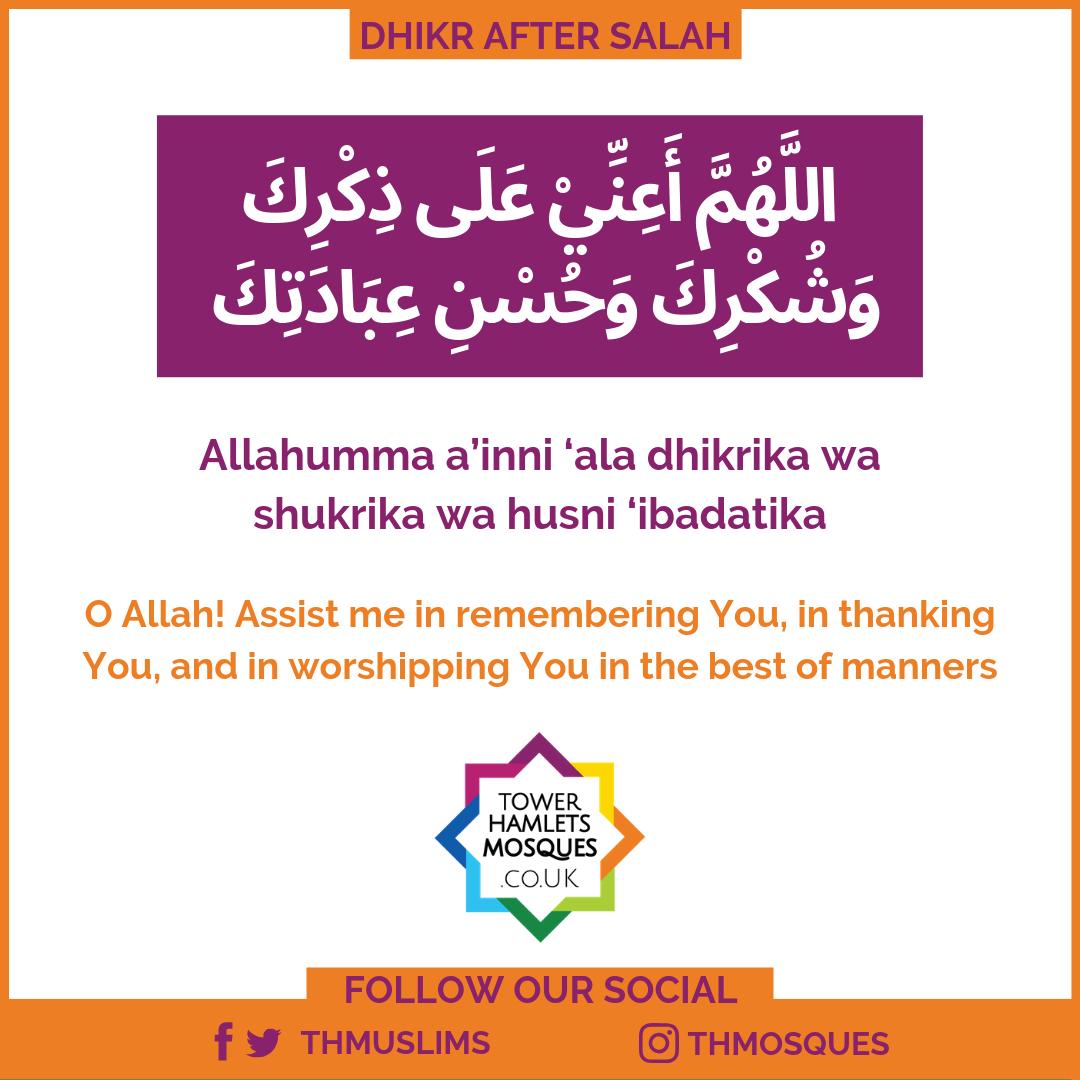 DHIKR AFTER SALAH
اللَّهُمَّ أَعِنِّيْ عَلَى ذِكْرِكَ
وَشُكْرِكَ وَحُسْنِ عِبَادَتِكَ
Allahumma a’inni ‘ala dhikrika wa
shukrika wa husni ‘ibadatika
O Allah! Assist me in remembering You, in thanking
You, and in worshipping You in the best of manners
TOWER
HAMLETS
MOSQUES
.CO.UK
FOLLOW OUR SOCIAL
THMUSLIMS THMOSQUES